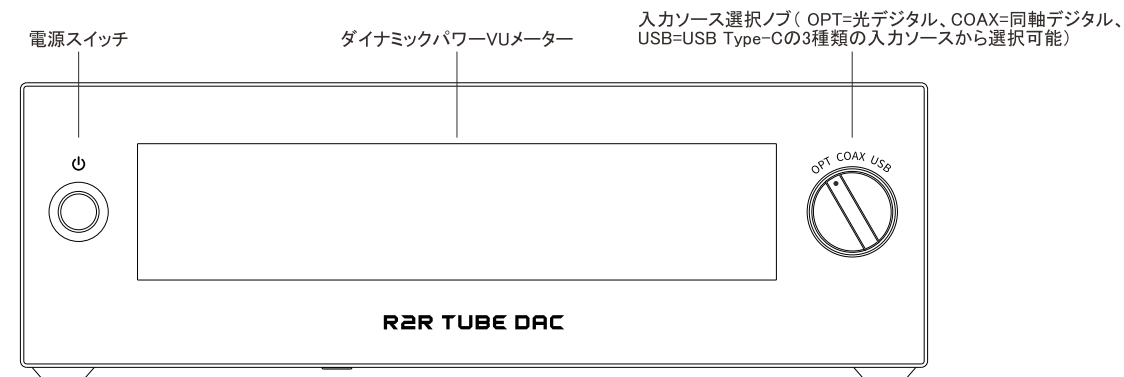 電源スイッチ
ダイナミックパワーVUメーター
入力ソース選択ノブ( OPT=光デジタル、COAX=同軸デジタル、
USB=USB Type-Cの3種類の入力ソースから選択可能)
OPT COAX USB
R2R TUBE DAC